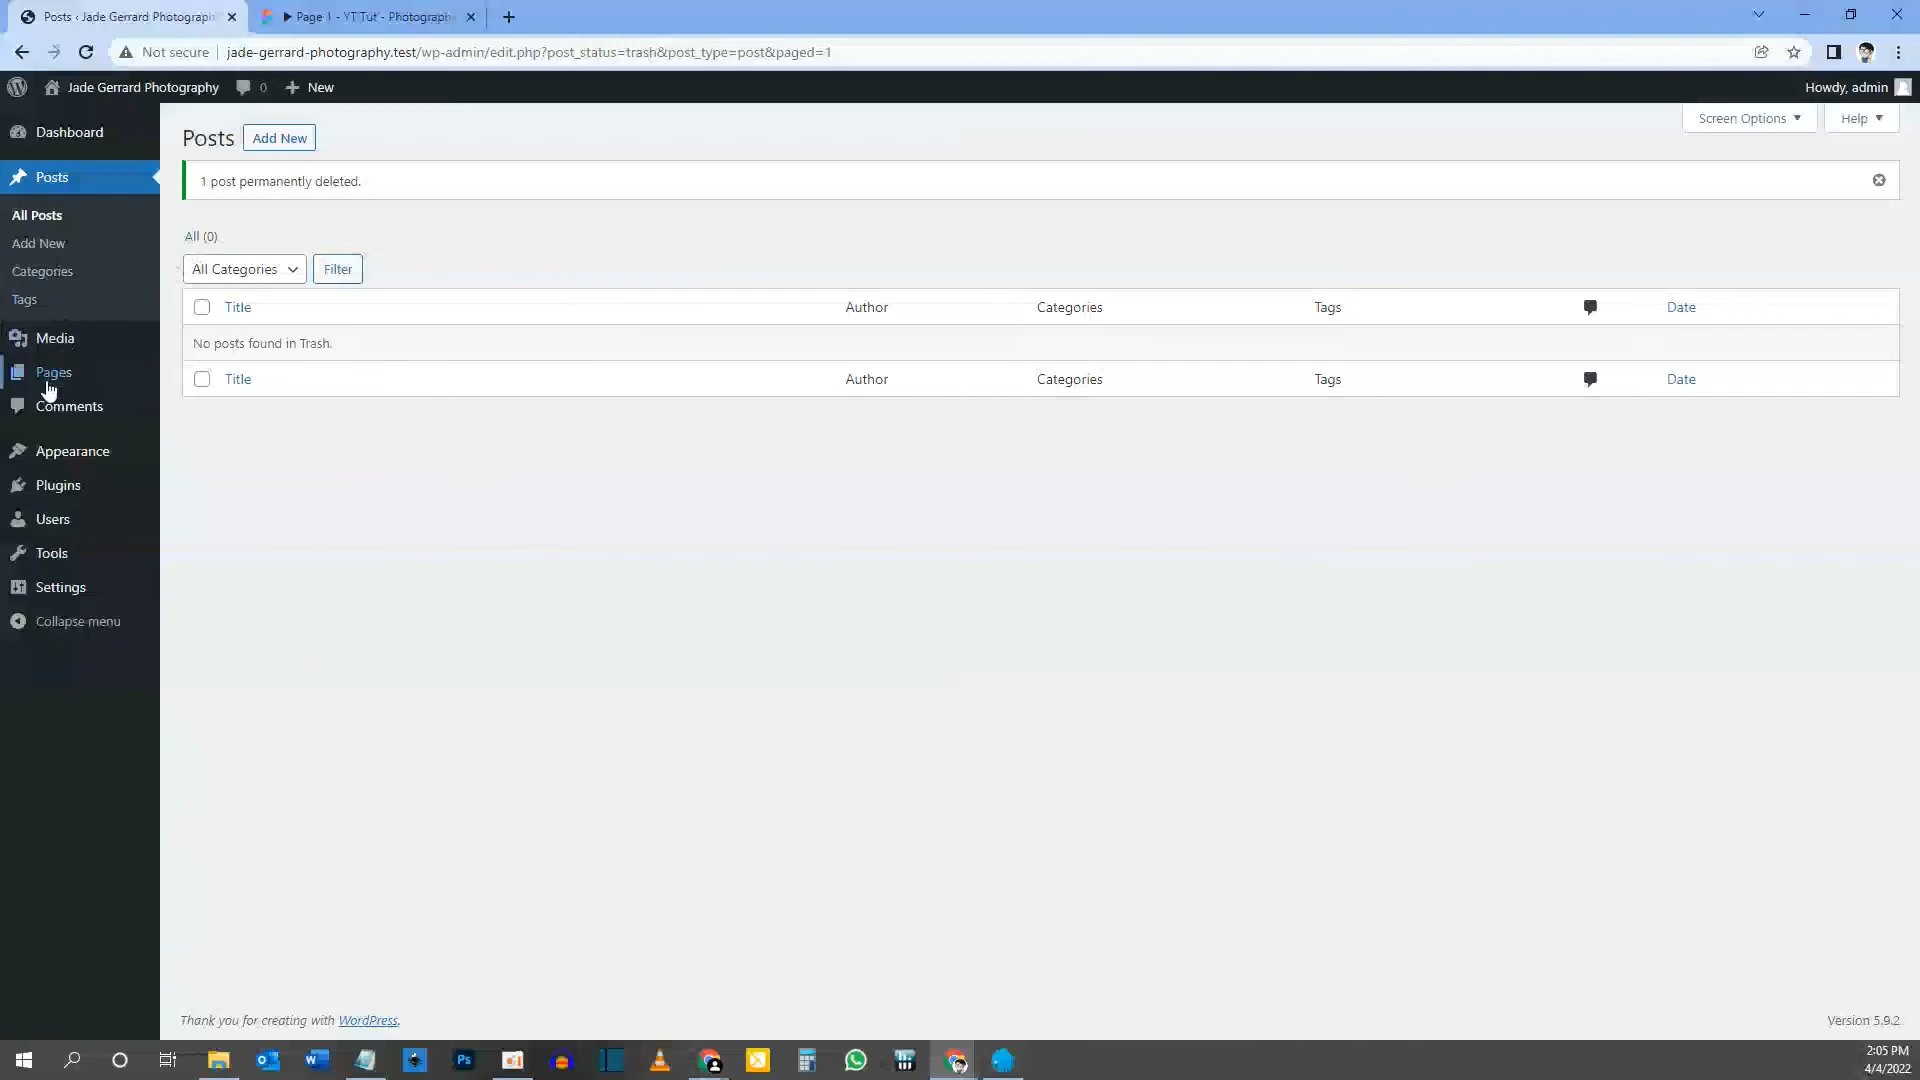 Posts ‹ Jade Gerrard Photograph
▶ Page 1 - YT Tut' - Photograph
Not secure
jade-gerrard-photography.test/wp-admin/edit.php?post_status=trash&post_type=post&paged=1
Jade Gerrard Photography
0
New
Howdy, admin
Dashboard
Posts
All Posts
Add New
Categories
Tags
Media
Pages
Comments
Appearance
Plugins
Users
Tools
Settings
Collapse menu
Screen Options
Help
Posts
Add New
1 post permanently deleted.
All (0)
All Categories
Filter
Title Author Categories Tags Date
No posts found in Trash.
Title Author Categories Tags Date
Thank you for creating with WordPress.
Version 5.9.2
2:05 PM
4/4/2022